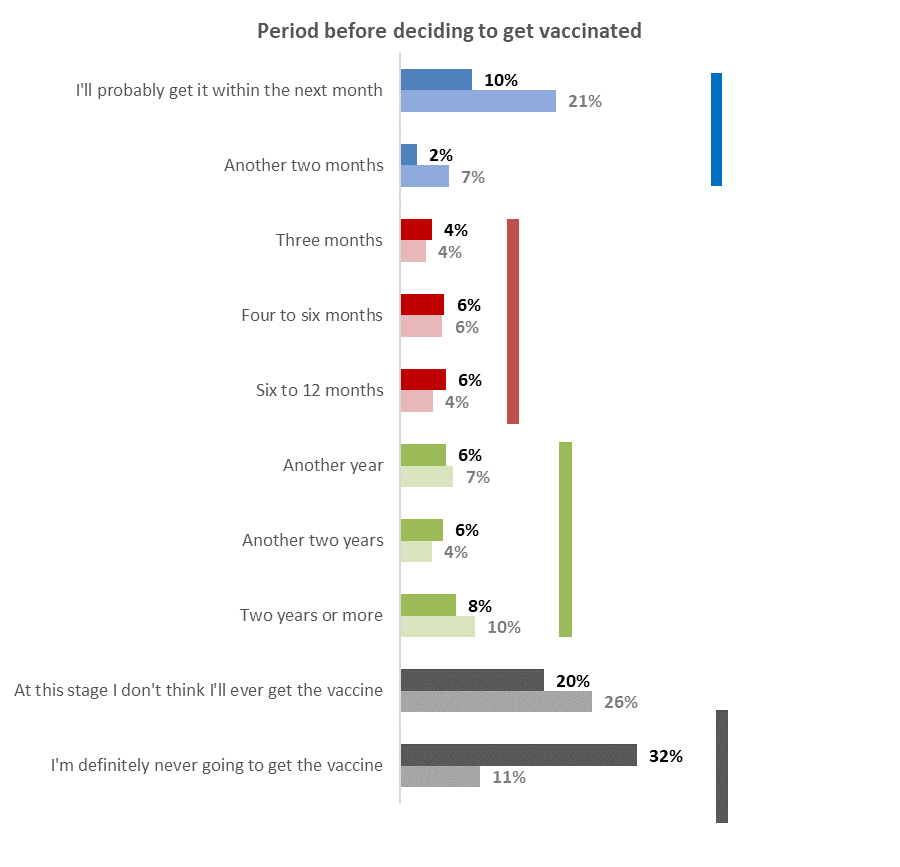 Period before deciding to get vaccinated
I'll probably get it within the next month
10%
21%
Another two months
2%
7%
Three months
4%
4%
Four to six months
6%
6%
Six to 12 months
6%
4%
Another year
6%
7%
Another two years
6%
4%
Two years or more
8%
10%
At this stage I don't think I'll ever get the vaccine
20%
26%
I'm definitely never going to get the vaccine
32%
11%